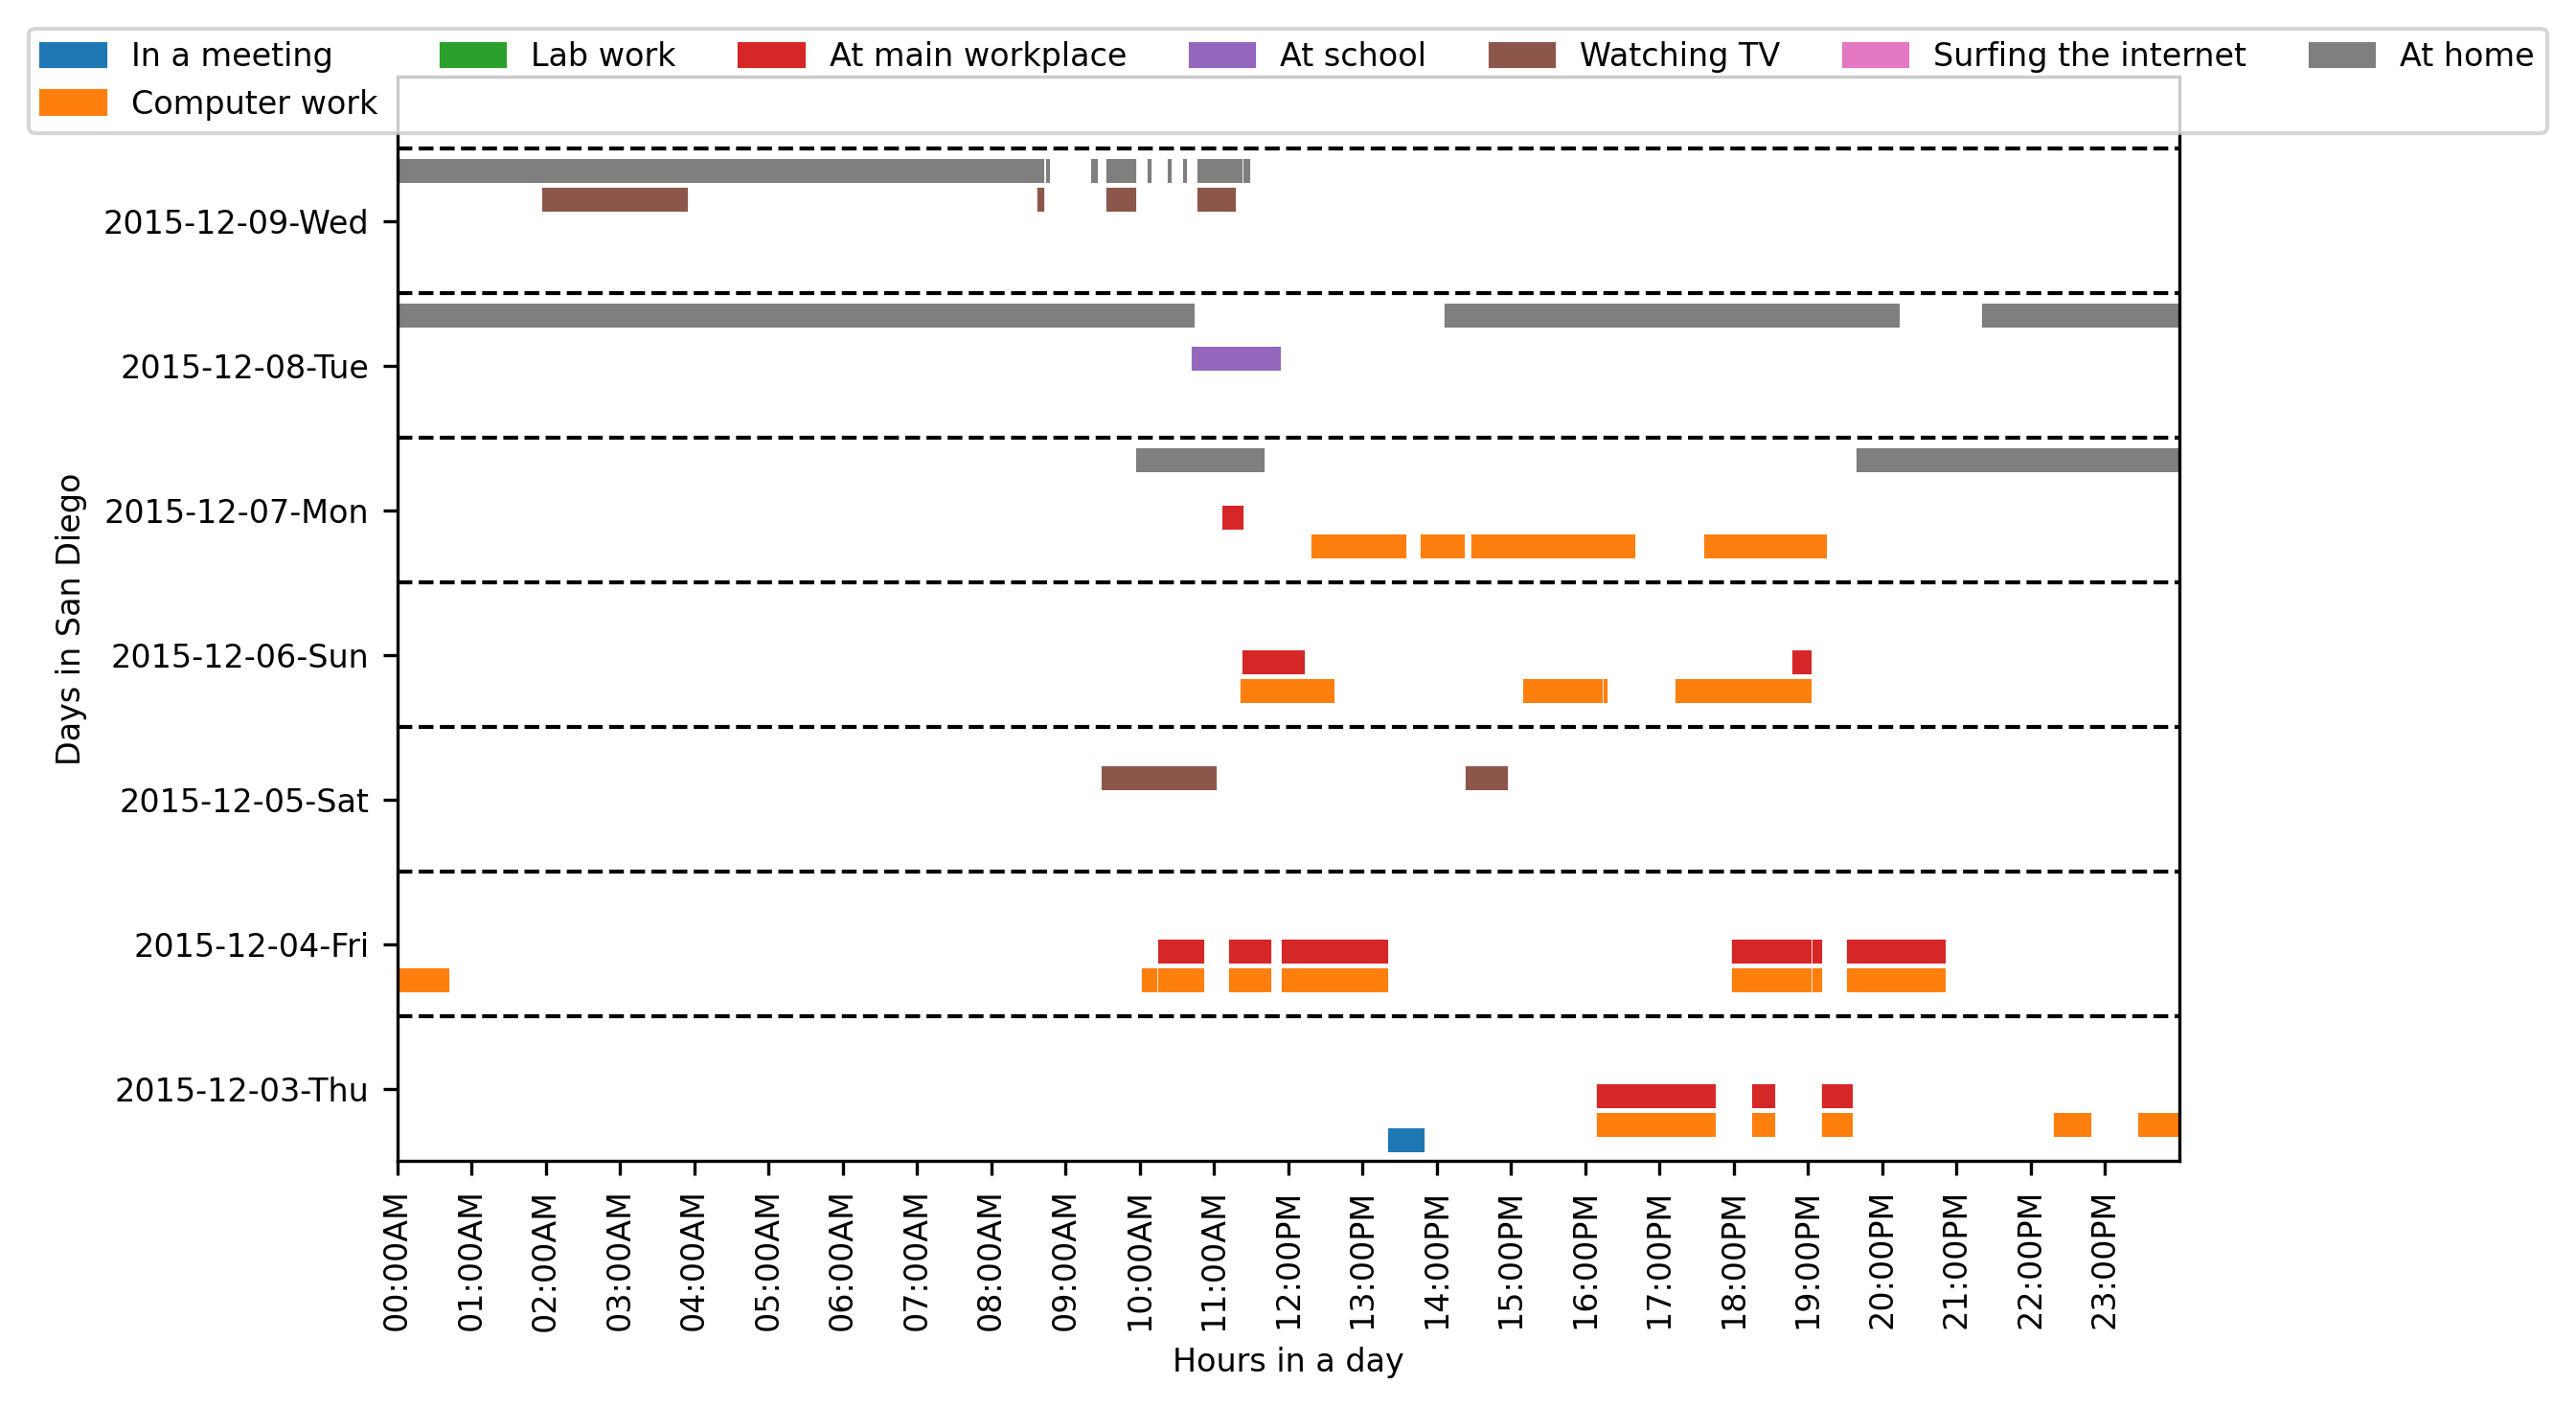 In a meeting
Computer work
Lab work
At main workplace
At school
Watching TV
Surfing the internet
At home
Days in San Diego
2015-12-09-Wed
2015-12-08-Tue
2015-12-07-Mon
2015-12-06-Sun
2015-12-05-Sat
2015-12-04-Fri
2015-12-03-Thu
00:00AM
01:00AM
02:00AM
03:00AM
04:00AM
05:00AM
06:00AM
07:00AM
08:00AM
09:00AM
10:00AM
11:00AM
12:00PM
13:00PM
14:00PM
15:00PM
16:00PM
17:00PM
18:00PM
19:00PM
20:00PM
21:00PM
22:00PM
23:00PM
Hours in a day